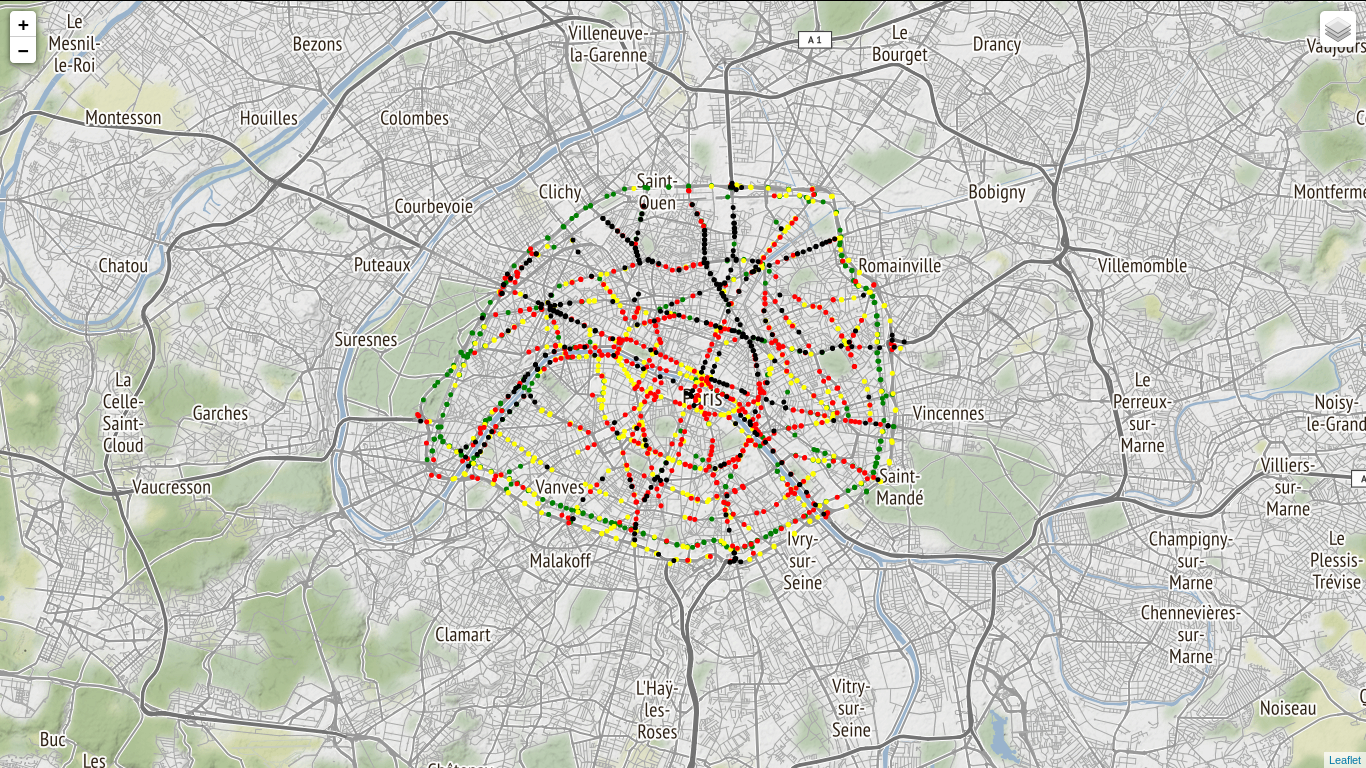 +
−
Le
Mesnil-
le-Roi
Bezons
Villeneuve-
la-Garenne
A 1
Le
Bourget
Drancy
Vaujours
Montesson
Houilles
Colombes
Clichy
Saint-
Ouen
Bobigny
Montferm
Courbevoie
Chatou
Puteaux
Romainville
Villemomble
Suresnes
La
Celle-
Saint-
Cloud
Garches
Paris
Vincennes
Le
Perreux-
sur-
Marne
Noisy-
le-Grand
Vaucresson
Vanves
Saint-
Mandé
Villiers-
sur-
Marne
A
Malakoff
Ivry-
sur-
Seine
Champigny-
sur-
Marne
Le
Plessis-
Trévise
Clamart
Chennevières-
sur-
Marne
L'Haÿ-
les-
Roses
Vitry-
sur-
Seine
Noiseau
Buc
Les
Leaflet